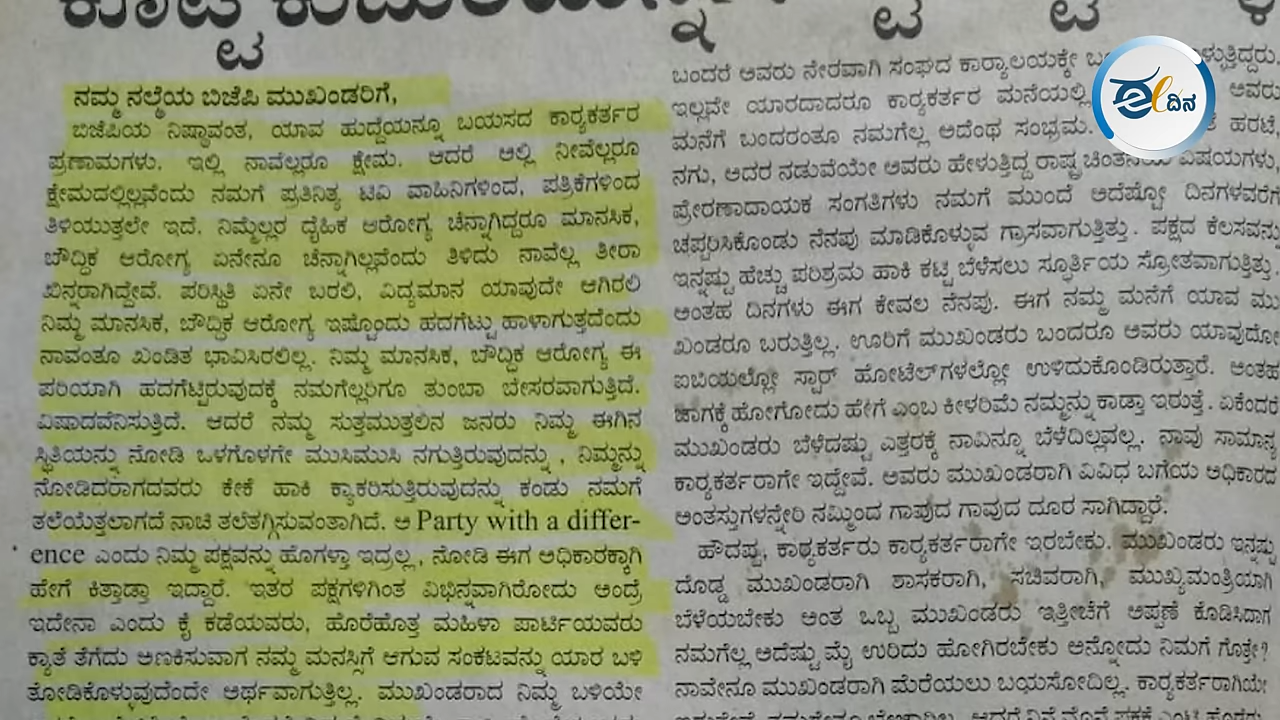 ನಮ್ಮ ನಲ್ಮೆಯ ಬಿಜೆಪಿ ಮುಖಂಡರಿಗೆ,
ಬಿಜೆಪಿಯ ನಿಷ್ಠಾವಂತ, ಯಾವ ಹುದ್ದೆಯನ್ನೂ ಬಯಸದ ಕಾರ್‍ಯಕರ್ತರ
ಪ್ರಣಾಮಗಳು. ಇಲ್ಲಿ ನಾವೆಲ್ಲರೂ ಕ್ಷೇಮ. ಆದರೆ ಅಲ್ಲಿ ನೀವೆಲ್ಲರೂ
ಕ್ಷೇಮದಲ್ಲಿಲ್ಲವೆಂದು ನಮಗೆ ಪ್ರತಿನಿತ್ಯ ಟಿವಿ ವಾಹಿನಿಗಳಿಂದ, ಪತ್ರಿಕೆಗಳಿಂದ
ತಿಳಿಯುತ್ತಲೇ ಇದೆ. ನಿಮ್ಮೆಲ್ಲರ ದೈಹಿಕ ಆರೋಗ್ಯ ಚೆನ್ನಾಗಿದ್ದರೂ ಮಾನಸಿಕ,
ಬೌದ್ಧಿಕ ಆರೋಗ್ಯ ಏನೇನೂ ಚೆನ್ನಾಗಿಲ್ಲವೆಂದು ತಿಳಿದು ನಾವೆಲ್ಲ ತೀರಾ
ಖಿನ್ನರಾಗಿದ್ದೇವೆ. ಪರಿಸ್ಥಿತಿ ಏನೇ ಬರಲಿ, ವಿದ್ಯಮಾನ ಯಾವುದೇ ಆಗಿರಲಿ
ನಿಮ್ಮ ಮಾನಸಿಕ, ಬೌದ್ಧಿಕ ಆರೋಗ್ಯ ಇಷ್ಟೊಂದು ಹದಗೆಟ್ಟು ಹಾಳಾಗುತ್ತದೆಂದು
ನಾವಂತೂ ಖಂಡಿತ ಭಾವಿಸಿರಲಿಲ್ಲ. ನಿಮ್ಮ ಮಾನಸಿಕ, ಬೌದ್ಧಿಕ ಆರೋಗ್ಯ ಈ
ಪರಿಯಾಗಿ ಹದಗೆಟ್ಟಿರುವುದಕ್ಕೆ ನಮಗೆಲ್ಲರಿಗೂ ತುಂಬಾ ಬೇಸರವಾಗುತ್ತಿದೆ.
ವಿಷಾದವೆನಿಸುತ್ತಿದೆ. ಆದರೆ ನಮ್ಮ ಸುತ್ತಮುತ್ತಲಿನ ಜನರು ನಿಮ್ಮ ಈಗಿನ
ಸ್ಥಿತಿಯನ್ನು ನೋಡಿ ಒಳಗೊಳಗೇ ಮುಸಿಮುಸಿ ನಗುತ್ತಿರುವುದನ್ನು, ನಿಮ್ಮನ್ನು
ನೋಡಿದರಾಗದವರು ಕೇಕೆ ಹಾಕಿ ಕ್ಯಾಕರಿಸುತ್ತಿರುವುದನ್ನು ಕಂಡು ನಮಗೆ
ತಲೆಯೆತ್ತಲಾಗದೆ ನಾಚಿ ತಲೆತಗ್ಗಿಸುವಂತಾಗಿದೆ. ಆ Party with a differ-
ence ಎಂದು ನಿಮ್ಮ ಪಕ್ಷವನ್ನು ಹೊಗಳ್ತಾ ಇದ್ರಲ್ಲ, ನೋಡಿ ಈಗ ಅಧಿಕಾರಕ್ಕಾಗಿ
ಹೇಗೆ ಕಿತ್ತಾಡ್ತಾ ಇದ್ದಾರೆ. ಇತರ ಪಕ್ಷಗಳಿಗಿಂತ ವಿಭಿನ್ನವಾಗಿರೋದು ಅಂದ್ರೆ
ಇದೇನಾ ಎಂದು ಕೈ ಕಡೆಯವರು, ಹೊರೆಹೊತ್ತ ಮಹಿಳಾ ಪಾರ್ಟಿಯವರು
ಕ್ಯಾತೆ ತೆಗೆದು ಅಣಕಿಸುವಾಗ ನಮ್ಮ ಮನಸ್ಸಿಗೆ ಆಗುವ ಸಂಕಟವನ್ನು ಯಾರ ಬಳಿ
ತೋಡಿಕೊಳ್ಳುವುದೆಂದೇ ಅರ್ಥವಾಗುತ್ತಿಲ್ಲ. ಮುಖಂಡರಾದ ನಿಮ್ಮ ಬಳಿಯೇ
ಬಂದರೆ ಅವರು ನೇರವಾಗಿ ಸಂಘದ ಕಾರ್‍ಯಾಲಯಕ್ಕೇ
ಇಲ್ಲವೇ ಯಾರದಾದರೂ ಕಾರ್‍ಯಕರ್ತರ ಮನೆಯಲ್ಲಿ ಅವರು
ಮನೆಗೆ ಬಂದರಂತೂ ನಮಗೆಲ್ಲ ಅದೆಂಥ ಸಂಭ್ರಮ. ಹರಟೆ,
ನಗು, ಅದರ ನಡುವೆಯೇ ಅವರು ಹೇಳುತ್ತಿದ್ದ ರಾಷ್ಟ್ರ ವಿಷಯಗಳು,
ಪ್ರೇರಣಾದಾಯಕ ಸಂಗತಿಗಳು ನಮಗೆ ಮುಂದೆ ಅದೆಷ್ಟೋ ದಿನಗಳವರೆಗೆ
ಚಪ್ಪರಿಸಿಕೊಂಡು ನೆನಪು ಮಾಡಿಕೊಳ್ಳುವ ಗ್ರಾಸವಾಗುತ್ತಿತ್ತು. ಪಕ್ಷದ ಕೆಲಸವನ್ನು
ಇನ್ನಷ್ಟು ಹೆಚ್ಚು ಪರಿಶ್ರಮ ಹಾಕಿ ಕಟ್ಟಿ ಬೆಳೆಸಲು ಸ್ಫೂರ್ತಿಯ ಸ್ರೋತವಾಗುತ್ತಿತ್ತು.
ಅಂತಹ ದಿನಗಳು ಈಗ ಕೇವಲ ನೆನಪು. ಈಗ ನಮ್ಮ ಮನೆಗೆ ಯಾವ ಮು
ಖಂಡರೂ ಬರುತ್ತಿಲ್ಲ. ಊರಿಗೆ ಮುಖಂಡರು ಬಂದರೂ ಅವರು ಯಾವುದೋ
ಐಬಿಯಲ್ಲೋ ಸ್ಟಾರ್ ಹೋಟೆಲ್‌ಗಳಲ್ಲೋ ಉಳಿದುಕೊಂಡಿರುತ್ತಾರೆ. ಅಂತಹ
ಜಾಗಕ್ಕೆ ಹೋಗೋದು ಹೇಗೆ ಎಂಬ ಕೀಳರಿಮೆ ನಮ್ಮನ್ನು ಕಾಡ್ತಾ ಇರುತ್ತೆ. ಏಕೆಂದರೆ
ಮುಖಂಡರು ಬೆಳೆದಷ್ಟು ಎತ್ತರಕ್ಕೆ ನಾವಿನ್ನೂ ಬೆಳೆದಿಲ್ಲವಲ್ಲ. ನಾವು ಸಾಮಾನ್ಯ
ಕಾರ್‍ಯಕರ್ತರಾಗೇ ಇದ್ದೇವೆ. ಅವರು ಮುಖಂಡರಾಗಿ ವಿವಿಧ ಬಗೆಯ ಅಧಿಕಾರದ
ಅಂತಸ್ತುಗಳನ್ನೇರಿ ನಮ್ಮಿಂದ ಗಾವುದ ಗಾವುದ ದೂರ ಸಾಗಿದ್ದಾರೆ.
ಹೌದಪ್ಪ, ಕಾರ್‍ಯಕರ್ತರು ಕಾರ್‍ಯಕರ್ತರಾಗೇ ಇರಬೇಕು. ಮುಖಂಡರು ಇನ್ನಷ್ಟು
ದೊಡ್ಡ ಮುಖಂಡರಾಗಿ ಶಾಸಕರಾಗಿ, ಸಚಿವರಾಗಿ, ಮುಖ್ಯಮಂತ್ರಿಯಾಗಿ
ಬೆಳೆಯಬೇಕು ಅಂತ ಒಬ್ಬ ಮುಖಂಡರು ಇತ್ತೀಚೆಗೆ ಅಪ್ಪಣೆ ಕೊಡಿಸಿದಾಗ
ನಮಗೆಲ್ಲ ಅದೆಷ್ಟು ಮೈ ಉರಿದು ಹೋಗಿರಬೇಕು ಅನ್ನೋದು ನಿಮಗೆ ಗೊತ್ತೇ?
ನಾವೇನೂ ಮುಖಂಡರಾಗಿ ಮೆರೆಯಲು ಬಯಸೋದಿಲ್ಲ. ಕಾರ್‍ಯಕರ್ತರಾಗಿಯೇ
ಈ ದಿನ